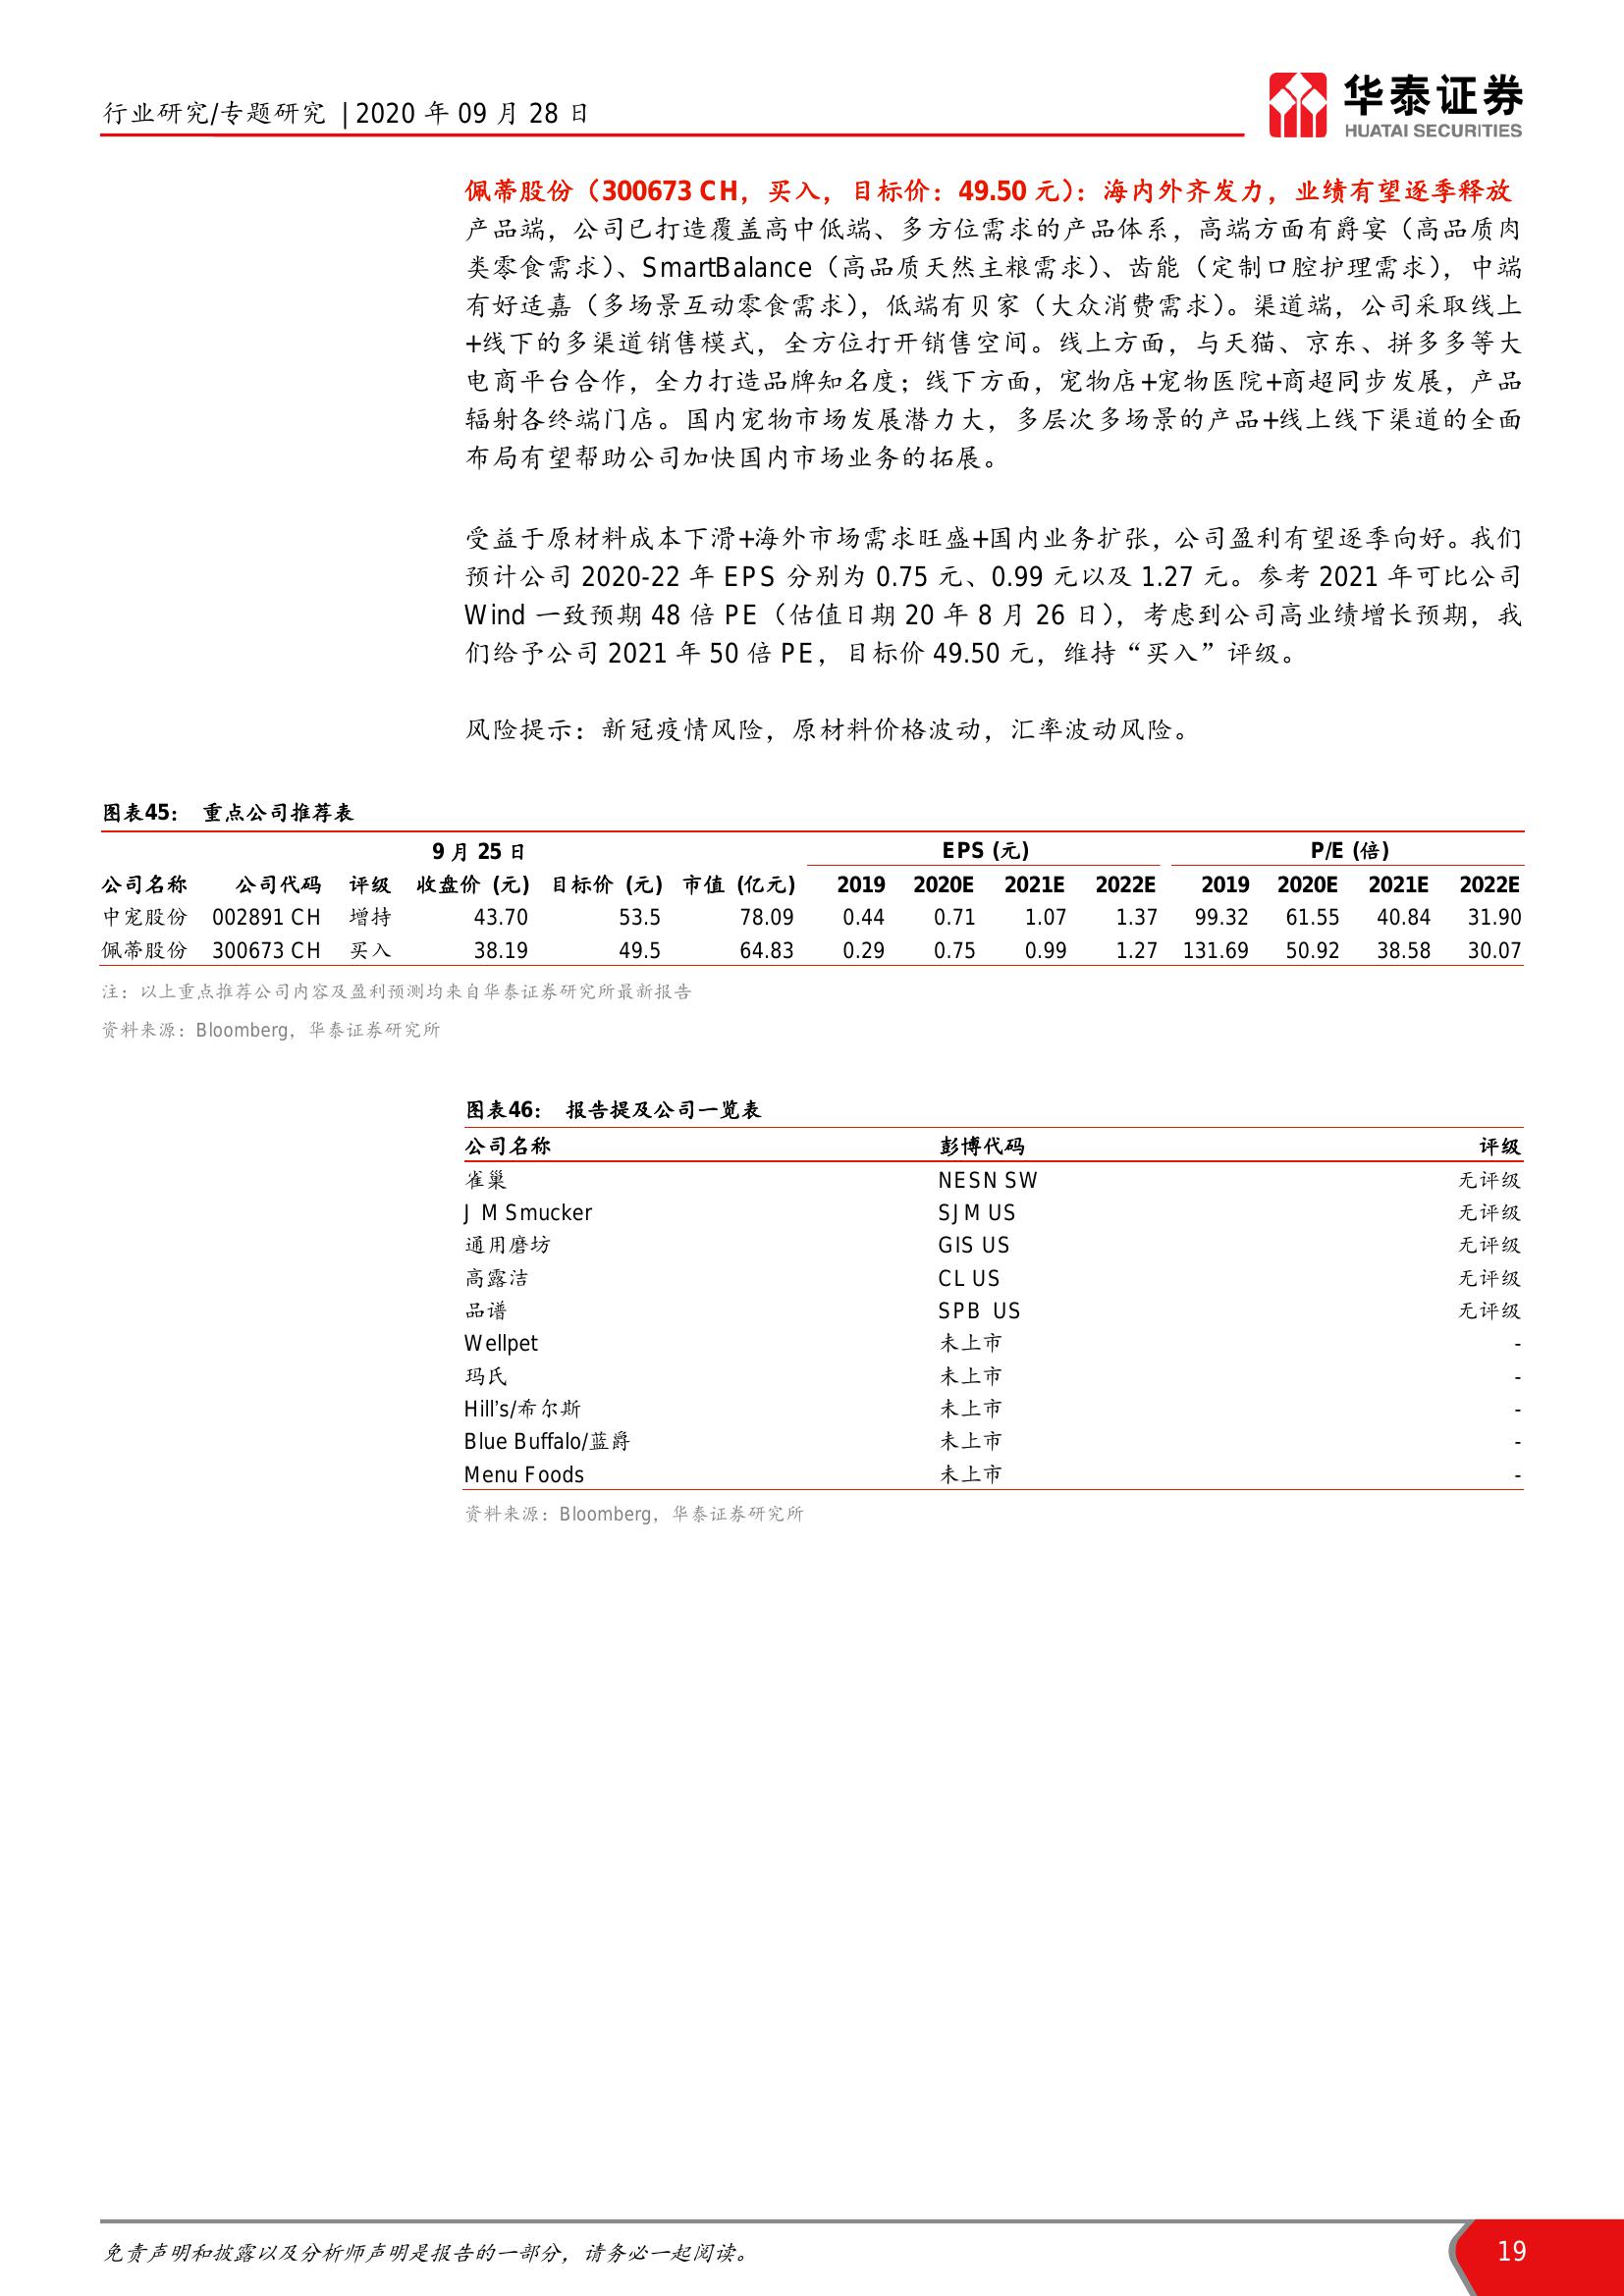 行业研究/专题研究 | 2020 年 09 月 28 日
华泰证券
HUATAI SECURITIES
佩蒂股份（300673 CH，买入，目标价：49.50 元）：海内外齐发力，业绩有望逐季释放
产品端，公司已打造覆盖高中低端、多方位需求的产品体系，高端方面有爵宴（高品质肉
类零食需求）、SmartBalance（高品质天然主粮需求）、齿能（定制口腔护理需求），中端
有好适嘉（多场景互动零食需求），低端有贝家（大众消费需求）。渠道端，公司采取线上
+线下的多渠道销售模式，全方位打开销售空间。线上方面，与天猫、京东、拼多多等大
电商平台合作，全力打造品牌知名度；线下方面，宠物店+宠物医院+商超同步发展，产品
辐射各终端门店。国内宠物市场发展潜力大，多层次多场景的产品+线上线下渠道的全面
布局有望帮助公司加快国内市场业务的拓展。
受益于原材料成本下滑+海外市场需求旺盛+国内业务扩张，公司盈利有望逐季向好。我们
预计公司 2020-22 年 EPS 分别为 0.75 元、0.99 元以及 1.27 元。参考 2021 年可比公司
Wind 一致预期 48 倍 PE（估值日期 20 年 8 月 26 日），考虑到公司高业绩增长预期，我
们给予公司 2021 年 50 倍 PE，目标价 49.50 元，维持“买入”评级。
风险提示：新冠疫情风险，原材料价格波动，汇率波动风险。
图表45： 重点公司推荐表
9 月 25 日 EPS (元) P/E (倍)
公司名称 公司代码 评级 收盘价 (元) 目标价 (元) 市值 (亿元) 2019 2020E 2021E 2022E 2019 2020E 2021E 2022E
中宠股份 002891 CH 增持 43.70 53.5 78.09 0.44 0.71 1.07 1.37 99.32 61.55 40.84 31.90
佩蒂股份 300673 CH 买入 38.19 49.5 64.83 0.29 0.75 0.99 1.27 131.69 50.92 38.58 30.07
注：以上重点推荐公司内容及盈利预测均来自华泰证券研究所最新报告
资料来源：Bloomberg，华泰证券研究所
图表46： 报告提及公司一览表
公司名称 彭博代码 评级
雀巢 NESN SW 无评级
J M Smucker SJM US 无评级
通用磨坊 GIS US 无评级
高露洁 CL US 无评级
品谱 SPB US 无评级
Wellpet 未上市 -
玛氏 未上市 -
Hill’s/希尔斯 未上市 -
Blue Buffalo/蓝爵 未上市 -
Menu Foods 未上市 -
资料来源：Bloomberg，华泰证券研究所
免责声明和披露以及分析师声明是报告的一部分，请务必一起阅读。
19